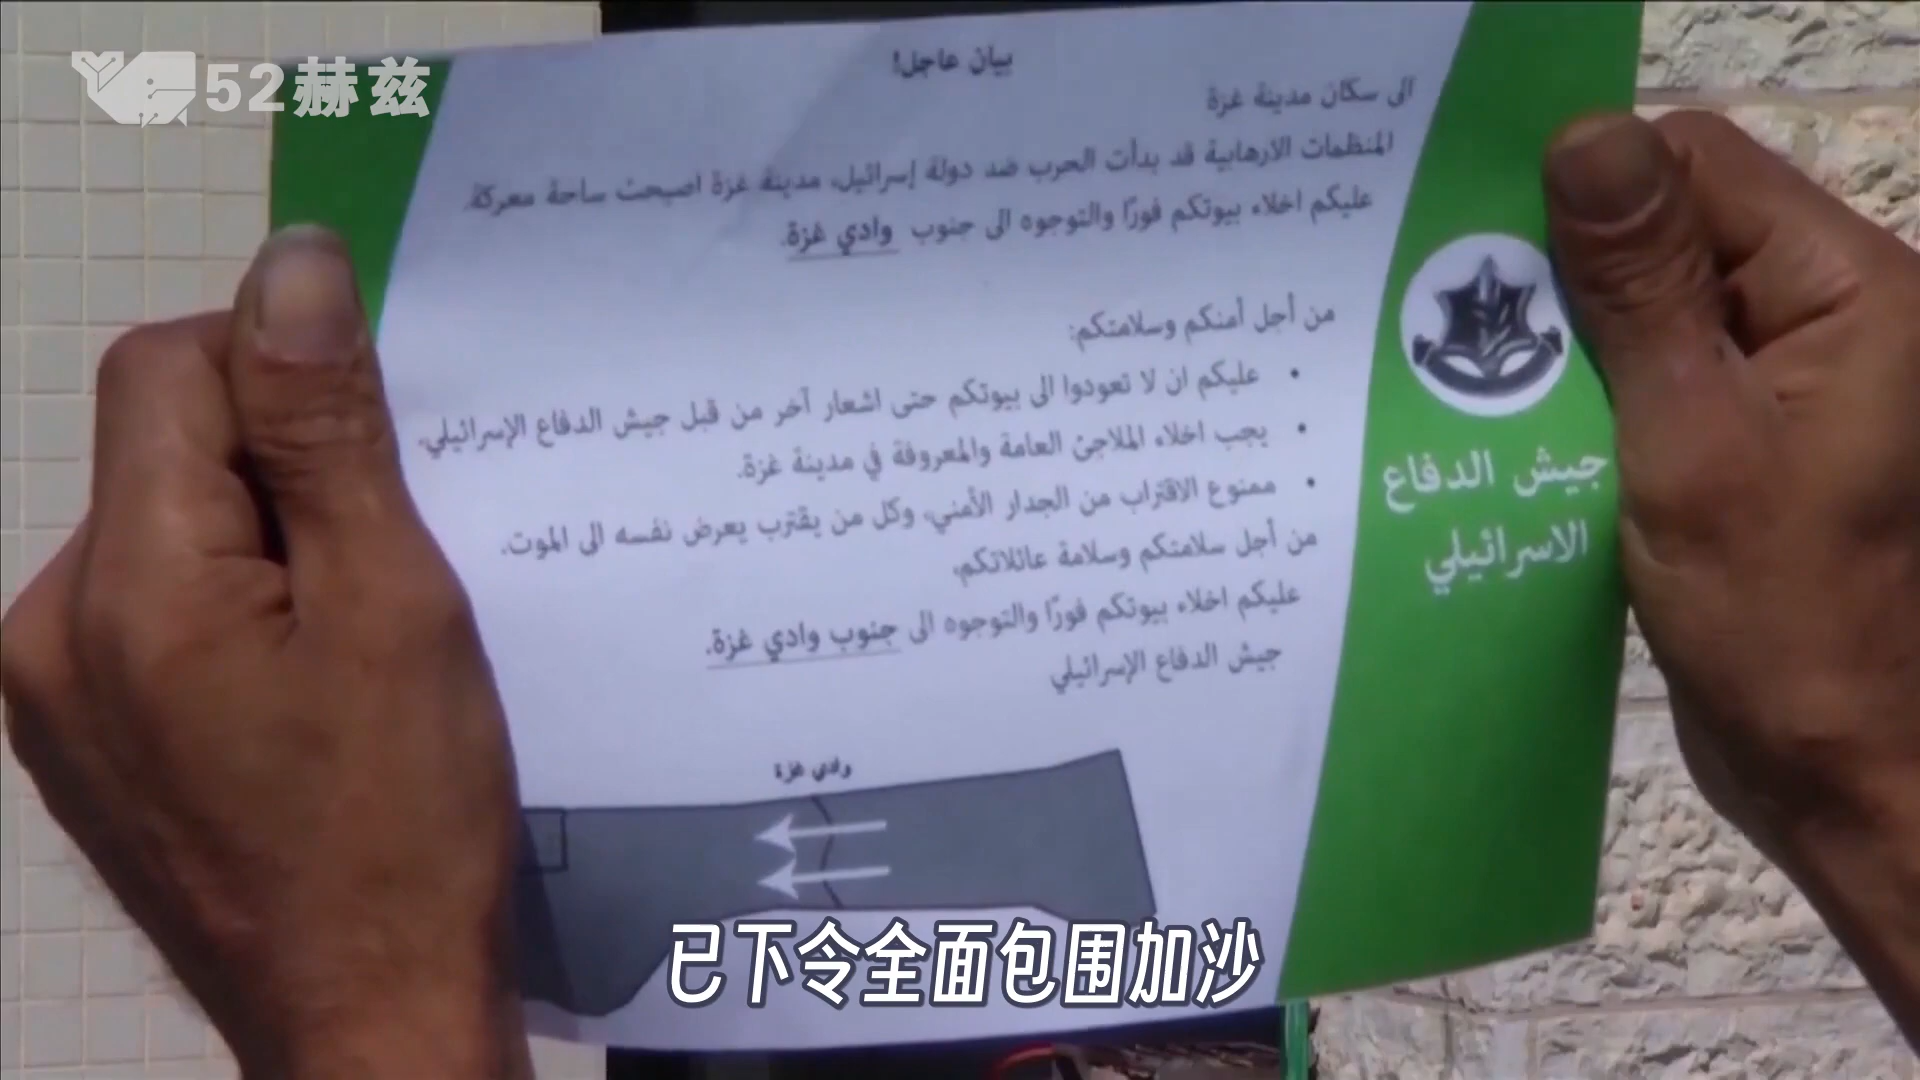 52赫兹
بيان عاجل!
الى سكان مدينة غزة
المنظمات الارهابية قد بدأت الحرب ضد دولة إسرائيل، مدينة غزة اصبحت ساحة معركة.
عليكم اخلاء بيوتكم فورًا والتوجوه الى جنوب وادي غزة.
من أجل أمنكم وسلامتكم:
• عليكم ان لا تعودوا الى بيوتكم حتى اشعار آخر من قبل جيش الدفاع الإسرائيلي.
• يجب اخلاء الملاجئ العامة والمعروفة في مدينة غزة.
• ممنوع الاقتراب من الجدار الأمني، وكل من يقترب يعرض نفسه الى الموت.
من أجل سلامتكم وسلامة عائلاتكم،
عليكم اخلاء بيوتكم فورًا والتوجوه الى جنوب وادي غزة.
جيش الدفاع الإسرائيلي
وادي غزة
جيش الدفاع
الاسرائيلي
已下令全面包围加沙